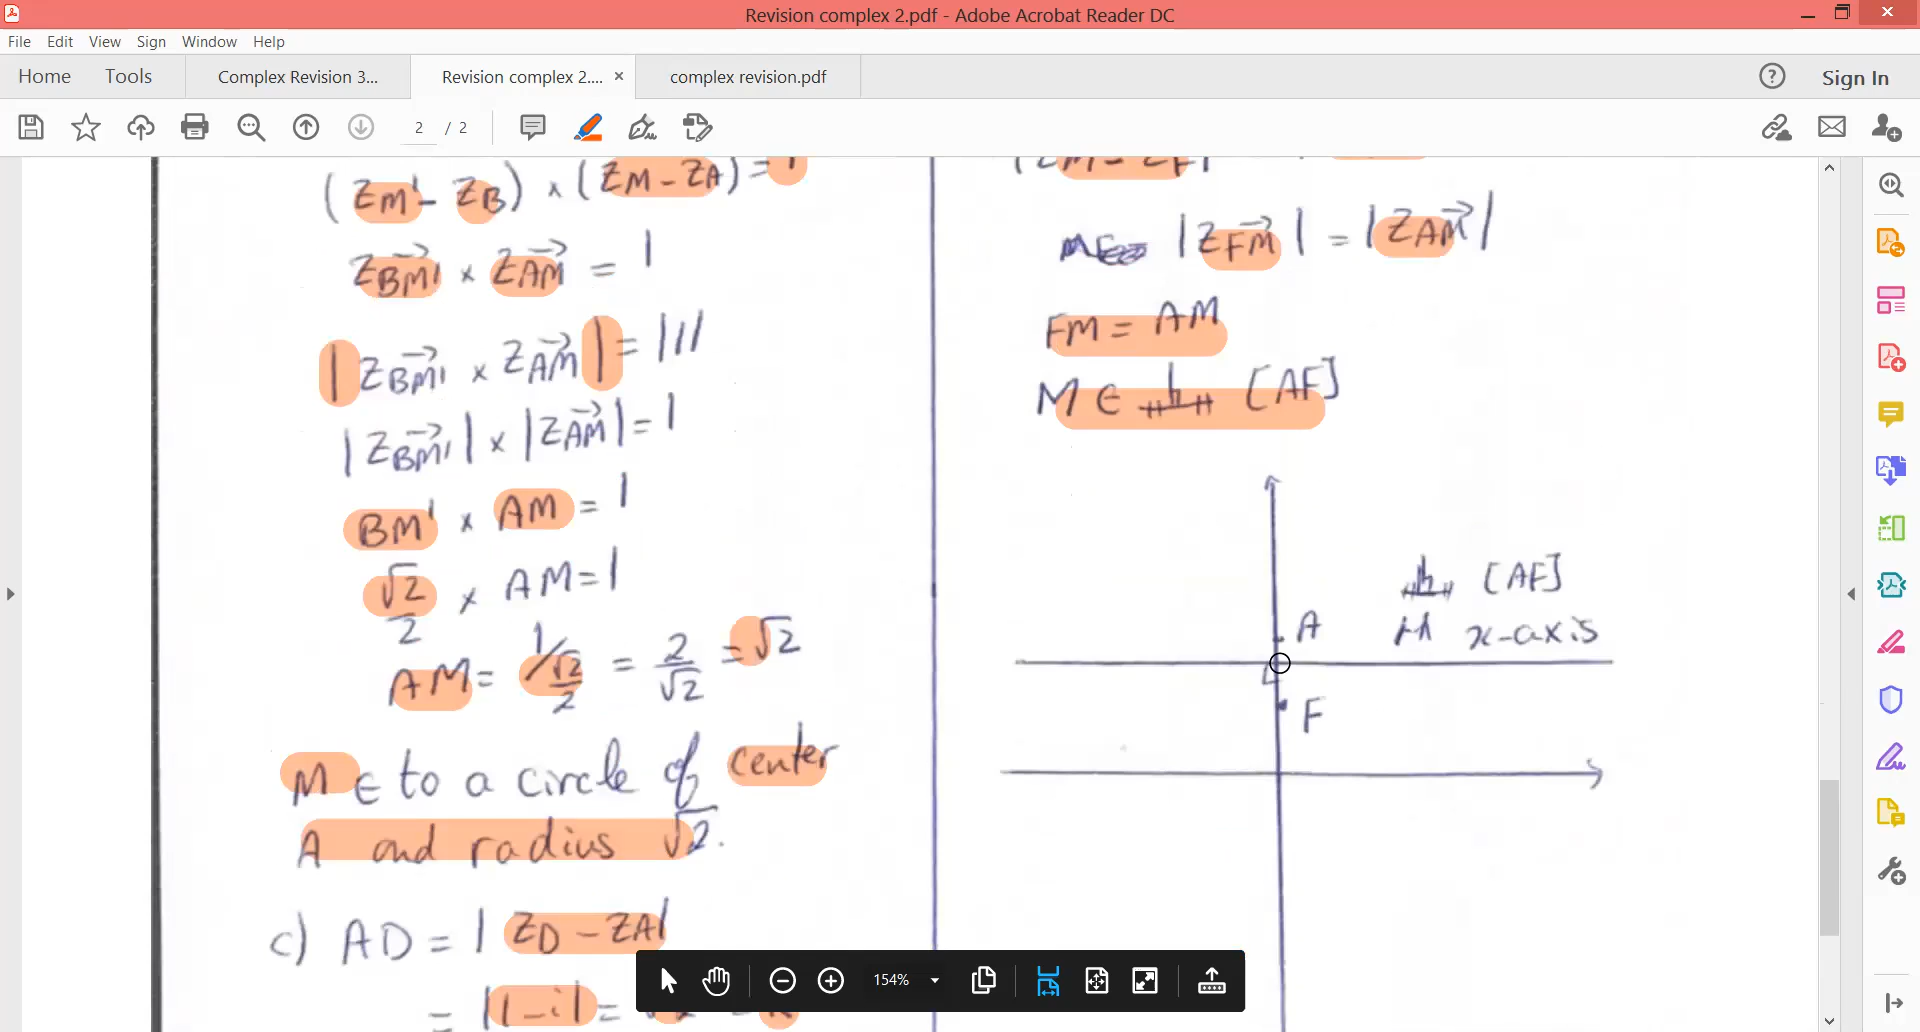 Revision complex 2.pdf - Adobe Acrobat Reader DC
File Edit View Sign Window Help
Home Tools Complex Revision 3... Revision complex 2.... × complex revision.pdf Sign In
2 / 2
(ZM' - ZB) × (ZM - ZA) = 1
ZBM' × ZAM = 1
|ZBM' × ZAM| = |1|
|ZBM'| × |ZAM| = 1
BM' × AM = 1
√2/2 × AM = 1
AM = 1/√2/2 = 2/√2 = √2
M ∈ to a circle of center
A and radius √2.
c) AD = |ZD - ZA|
= |1-i| =
|ZFM| = |ZAM|
FM = AM
M ∈ [AF]
[AF]
A
x-axis
F
154%